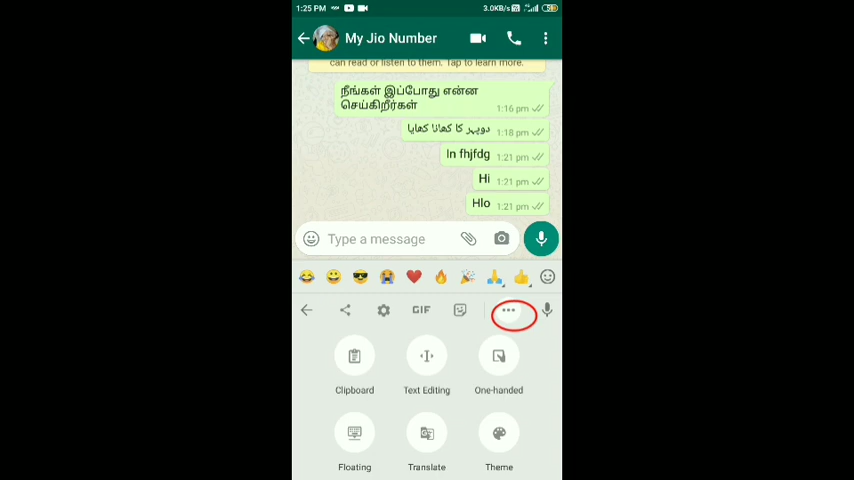 1:25 PM
3.0KB/s
My Jio Number
can read or listen to them. Tap to learn more.
நீங்கள் இப்போது என்ன
செய்கிறீர்கள் 1:16 pm
دوپہر کا کھانا کھایا 1:18 pm
In fhjfdg 1:21 pm
Hi 1:21 pm
Hlo 1:21 pm
Type a message
GIF
Clipboard Text Editing One-handed
Floating Translate Theme